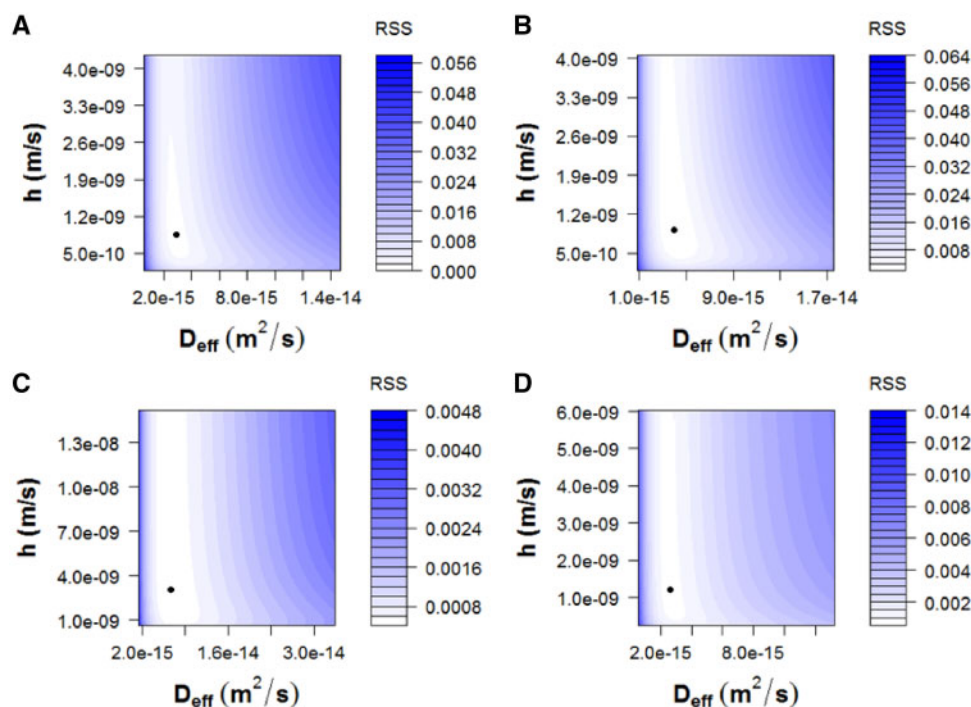 A
RSS
h (m/s)
4.0e-09
3.3e-09
2.6e-09
1.9e-09
1.2e-09
5.0e-10
0.056
0.048
0.040
0.032
0.024
0.016
0.008
0.000
2.0e-15 8.0e-15 1.4e-14
D_eff (m²/s)
B
RSS
h (m/s)
4.0e-09
3.3e-09
2.6e-09
1.9e-09
1.2e-09
5.0e-10
0.064
0.056
0.048
0.040
0.032
0.024
0.016
0.008
1.0e-15 9.0e-15 1.7e-14
D_eff (m²/s)
C
RSS
h (m/s)
1.3e-08
1.0e-08
7.0e-09
4.0e-09
1.0e-09
0.0048
0.0040
0.0032
0.0024
0.0016
0.0008
2.0e-15 1.6e-14 3.0e-14
D_eff (m²/s)
D
RSS
h (m/s)
6.0e-09
5.0e-09
4.0e-09
3.0e-09
2.0e-09
1.0e-09
0.014
0.012
0.010
0.008
0.006
0.004
0.002
2.0e-15 8.0e-15
D_eff (m²/s)